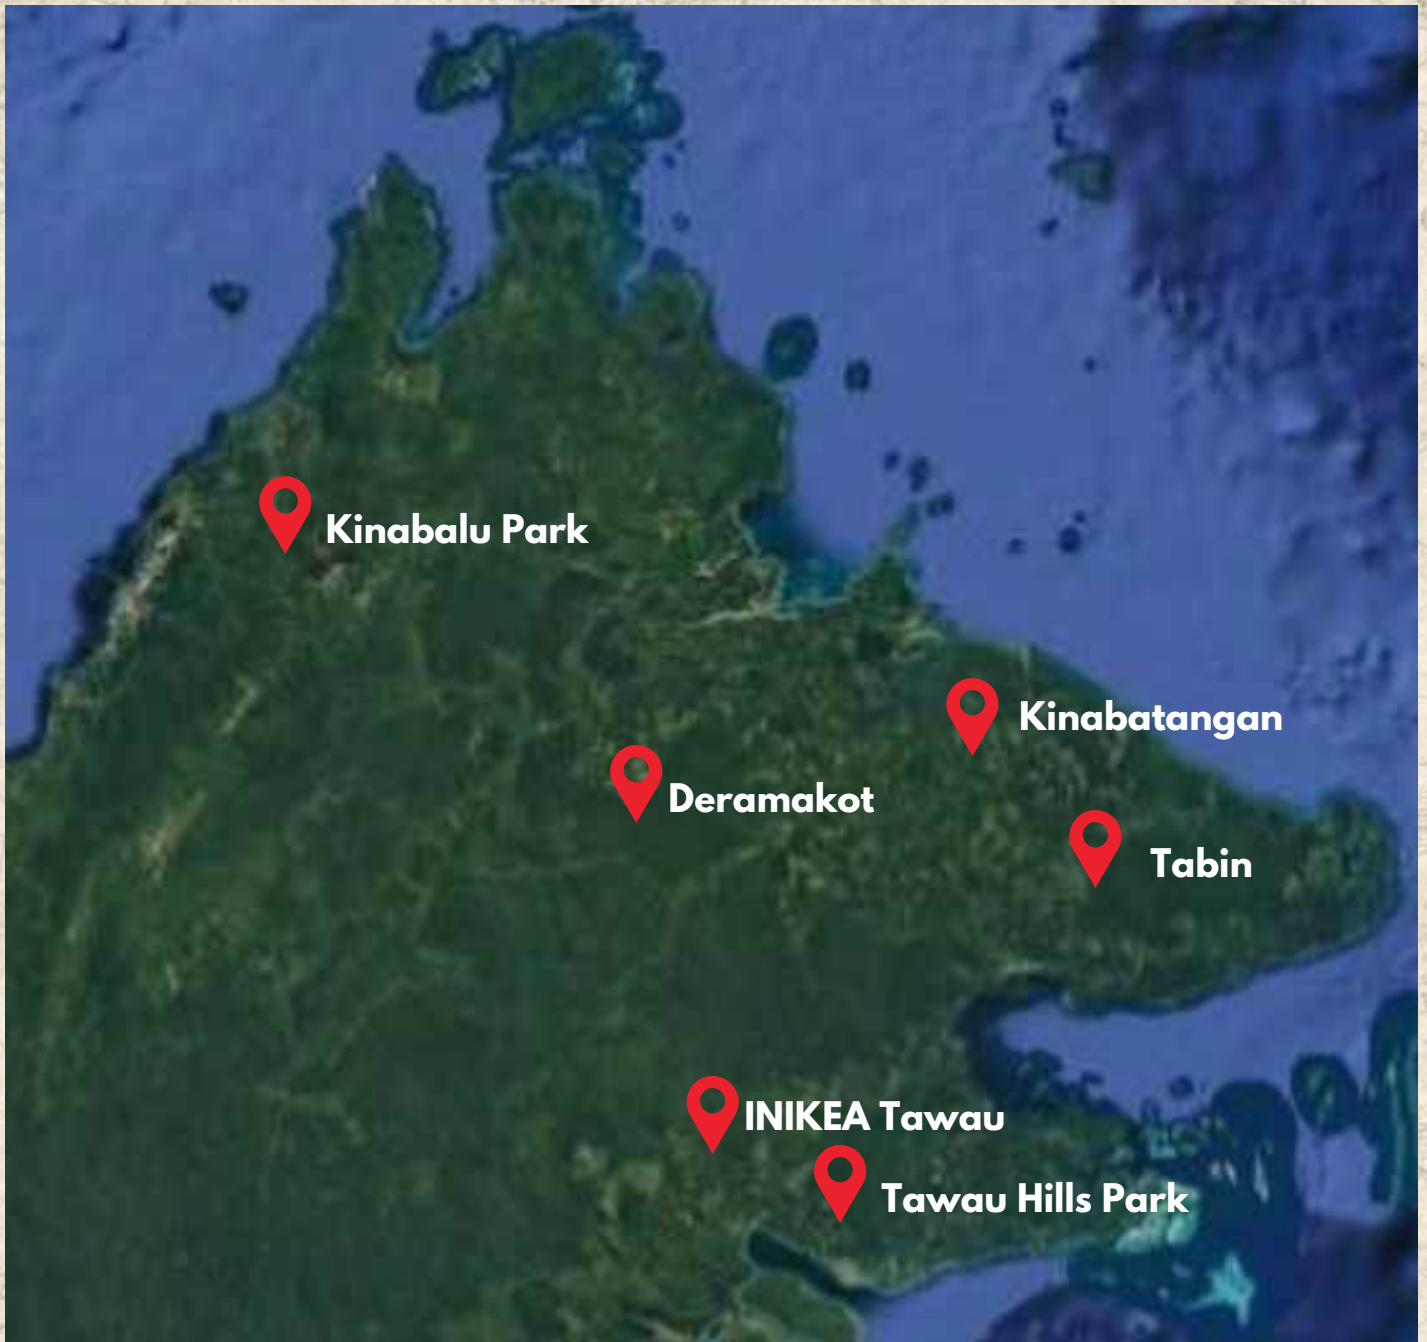 Kinabalu Park
Kinabatangan
Deramakot
Tabin
INIKEA Tawau
Tawau Hills Park